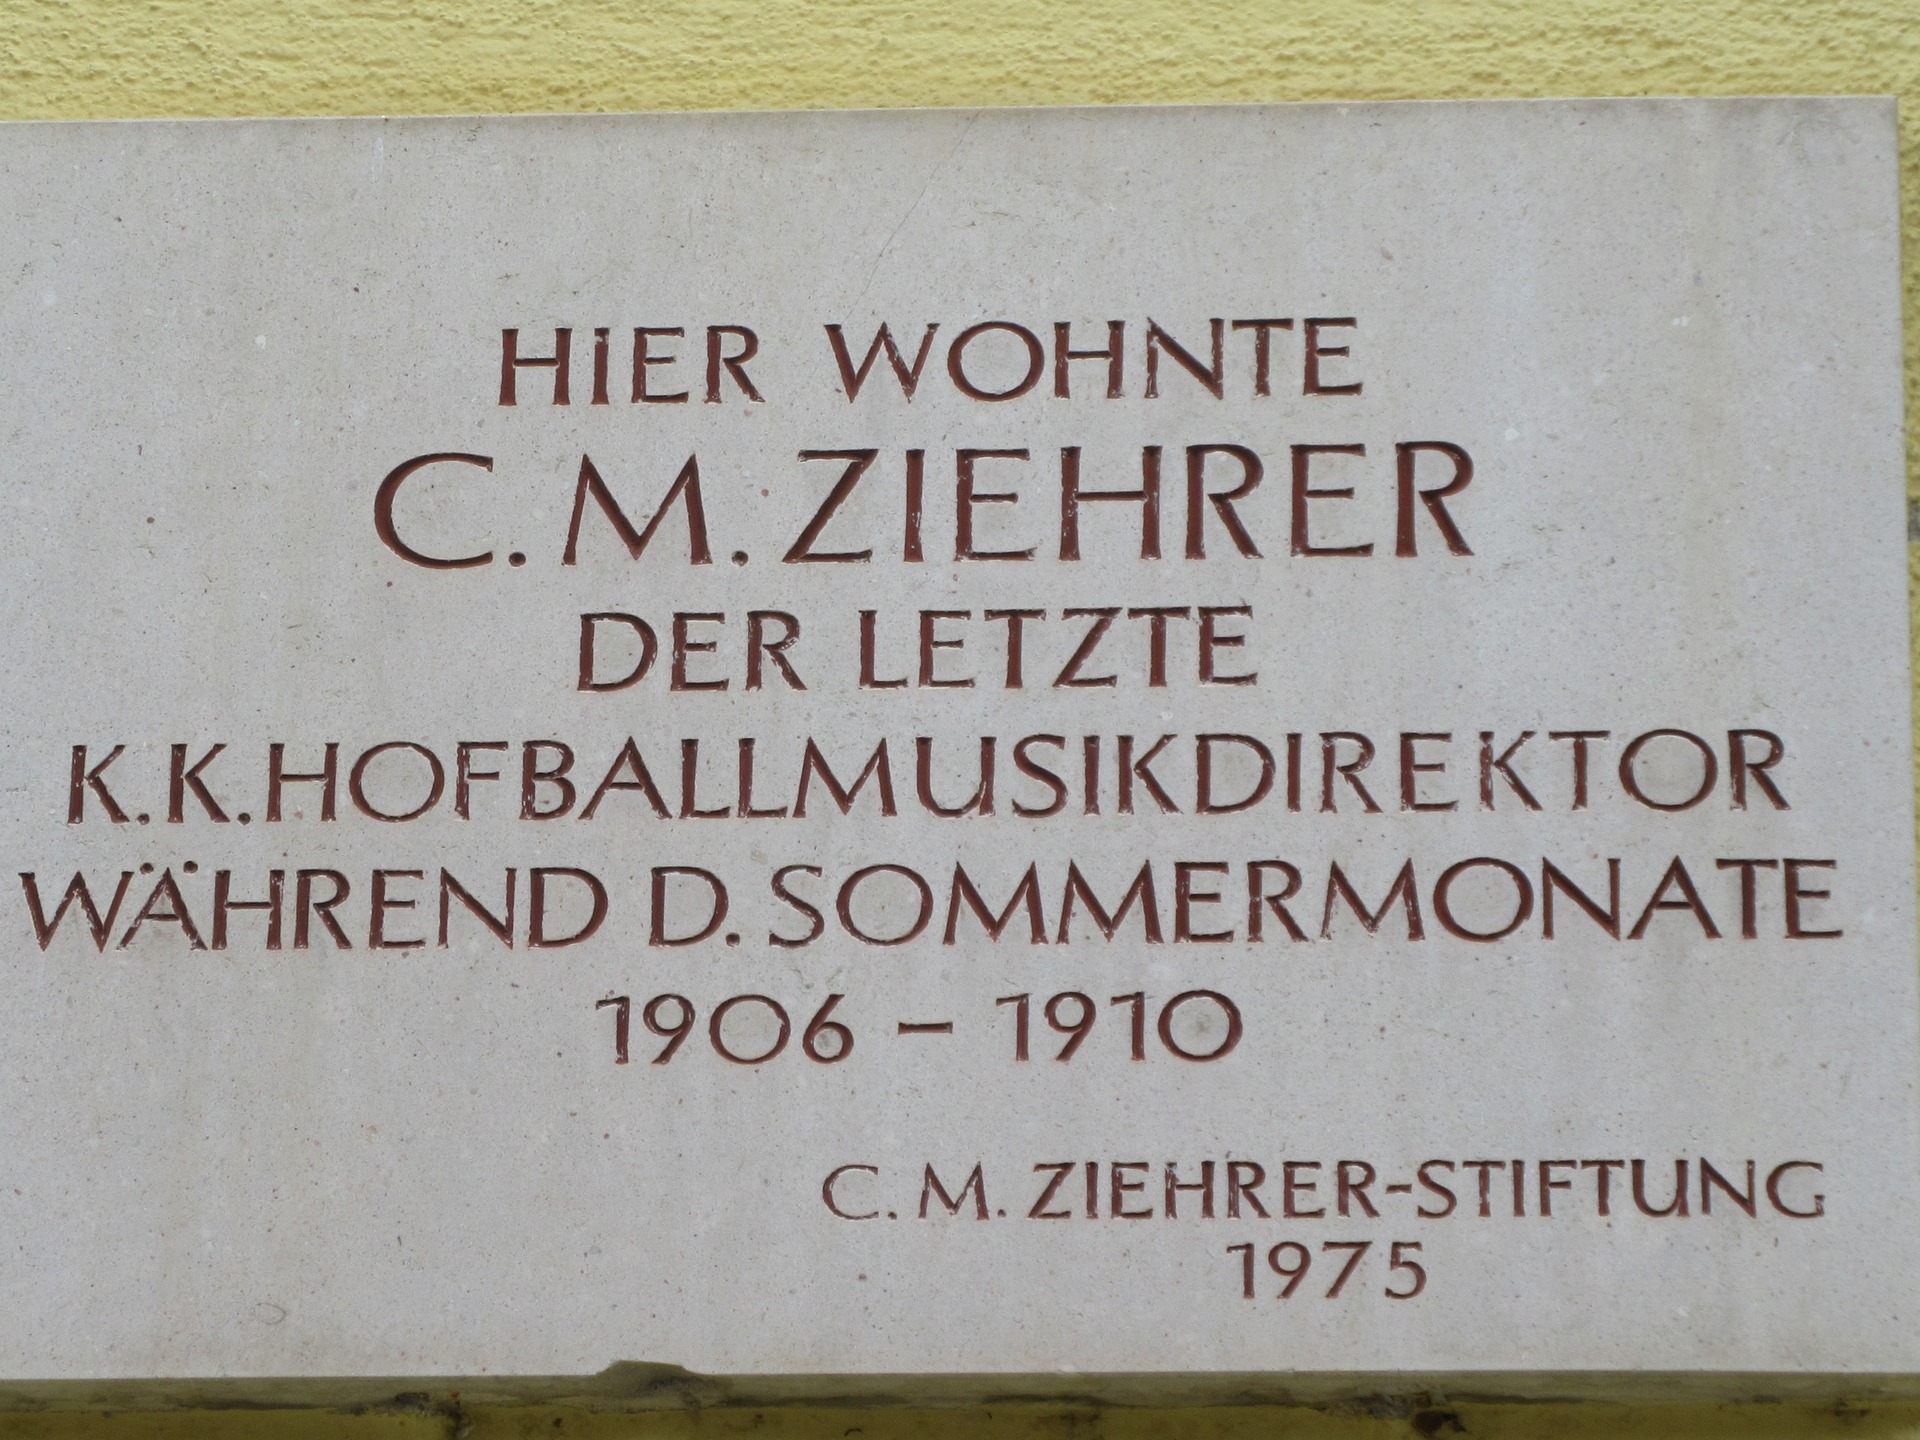 HIER WOHNTE
C. M. ZIEHRER
DER LETZTE
K.K.HOFBALLMUSIKDIREKTOR
WÄHREND D. SOMMERMONATE
1906 – 1910
C. M. ZIEHRER-STIFTUNG
1975